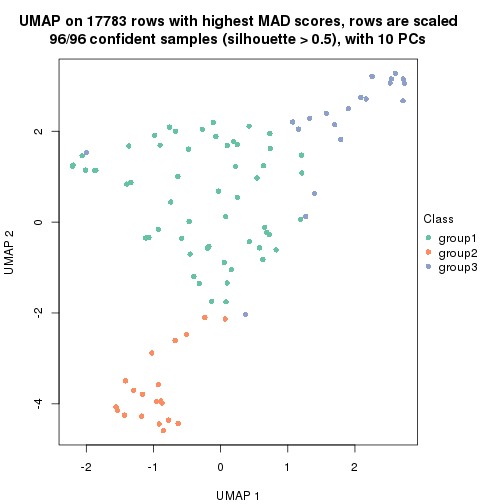 UMAP on 17783 rows with highest MAD scores, rows are scaled
96/96 confident samples (silhouette > 0.5), with 10 PCs
UMAP 2
2
0
-2
-4
-2
-1
0
1
2
UMAP 1
Class
group1
group2
group3